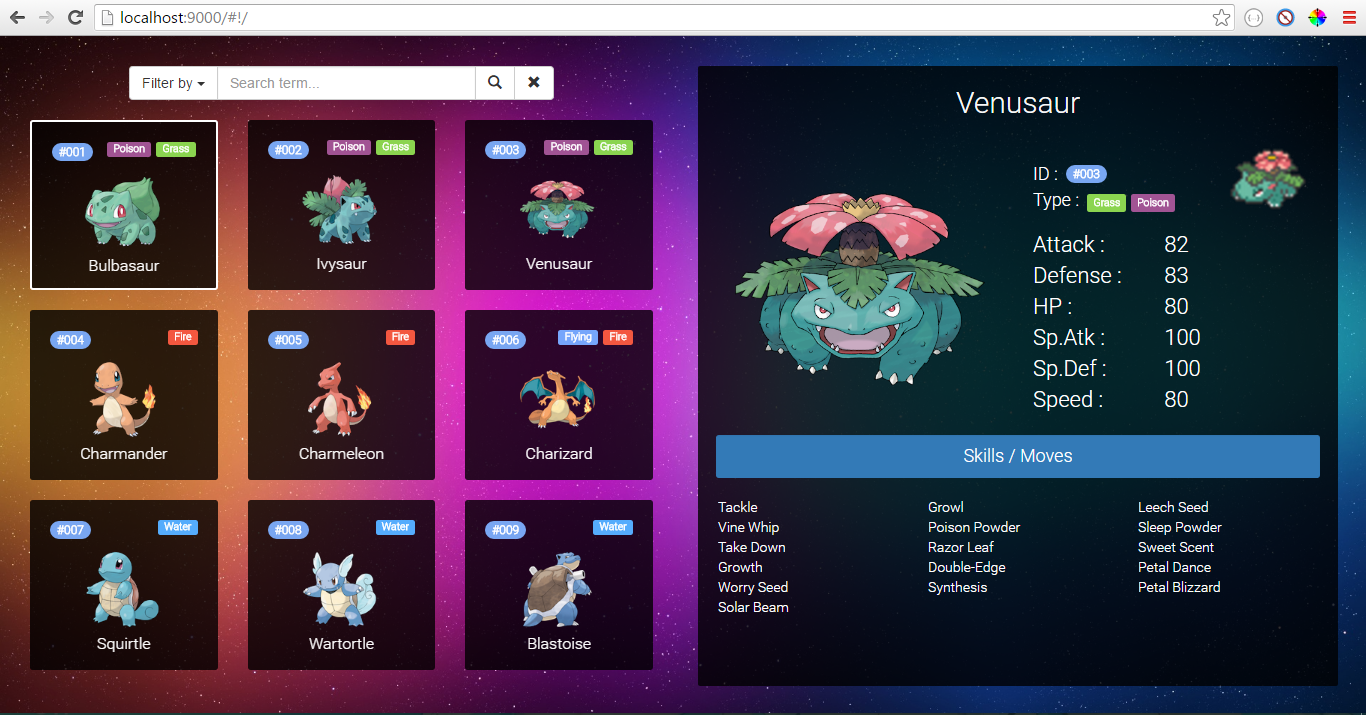 localhost:9000/#!/
Filter by
Search term...
#001 Poison Grass
Bulbasaur
#002 Poison Grass
Ivysaur
#003 Poison Grass
Venusaur
#004 Fire
Charmander
#005 Fire
Charmeleon
#006 Flying Fire
Charizard
#007 Water
Squirtle
#008 Water
Wartortle
#009 Water
Blastoise
Venusaur
ID : #003
Type : Grass Poison
Attack : 82
Defense : 83
HP : 80
Sp.Atk : 100
Sp.Def : 100
Speed : 80
Skills / Moves
Tackle Growl Leech Seed
Vine Whip Poison Powder Sleep Powder
Take Down Razor Leaf Sweet Scent
Growth Double-Edge Petal Dance
Worry Seed Synthesis Petal Blizzard
Solar Beam